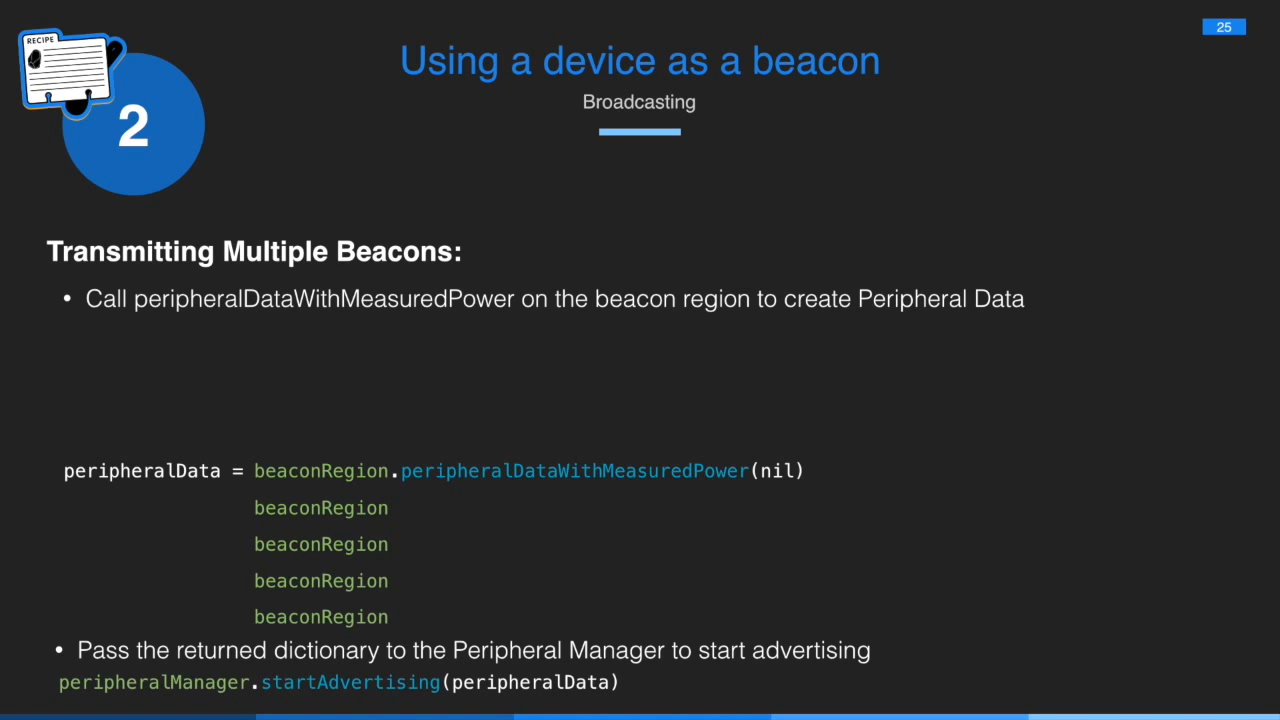 25
RECIPE
2
Using a device as a beacon
Broadcasting
Transmitting Multiple Beacons:
• Call peripheralDataWithMeasuredPower on the beacon region to create Peripheral Data
peripheralData = beaconRegion.peripheralDataWithMeasuredPower(nil)
beaconRegion
beaconRegion
beaconRegion
beaconRegion
• Pass the returned dictionary to the Peripheral Manager to start advertising
peripheralManager.startAdvertising(peripheralData)